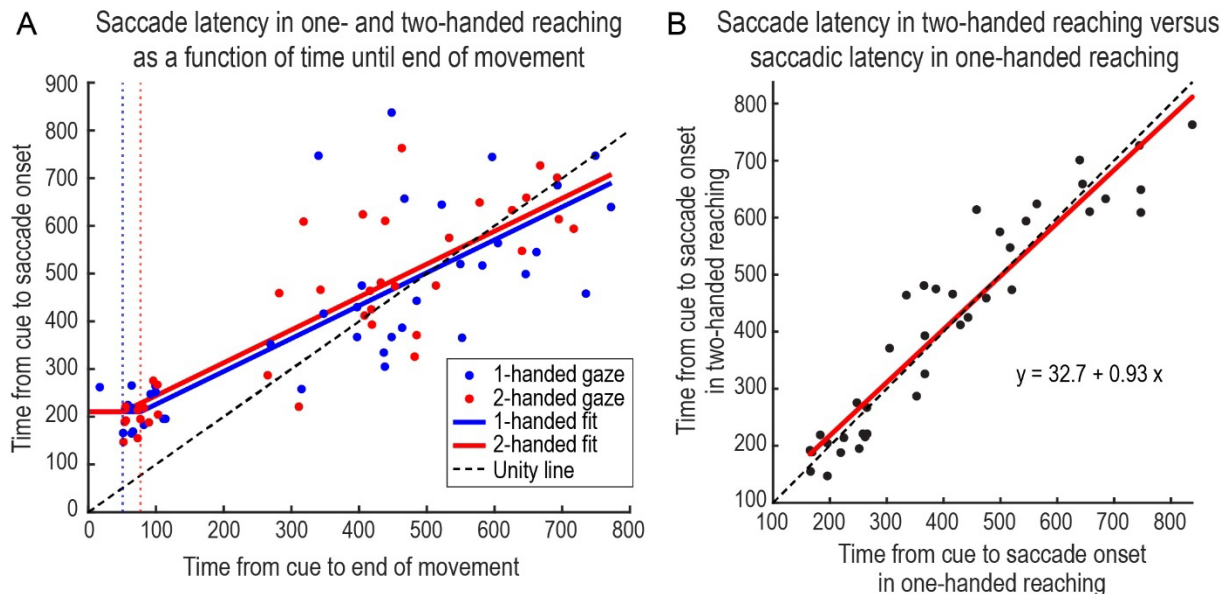 A
Saccade latency in one- and two-handed reaching
as a function of time until end of movement
Time from cue to saccade onset
900
800
700
600
500
400
300
200
100
0
0 100 200 300 400 500 600 700 800
Time from cue to end of movement
1-handed gaze
2-handed gaze
1-handed fit
2-handed fit
Unity line
B
Saccade latency in two-handed reaching versus
saccadic latency in one-handed reaching
Time from cue to saccade onset
in two-handed reaching
800
700
600
500
400
300
200
100
y = 32.7 + 0.93 x
100 200 300 400 500 600 700 800
Time from cue to saccade onset
in one-handed reaching